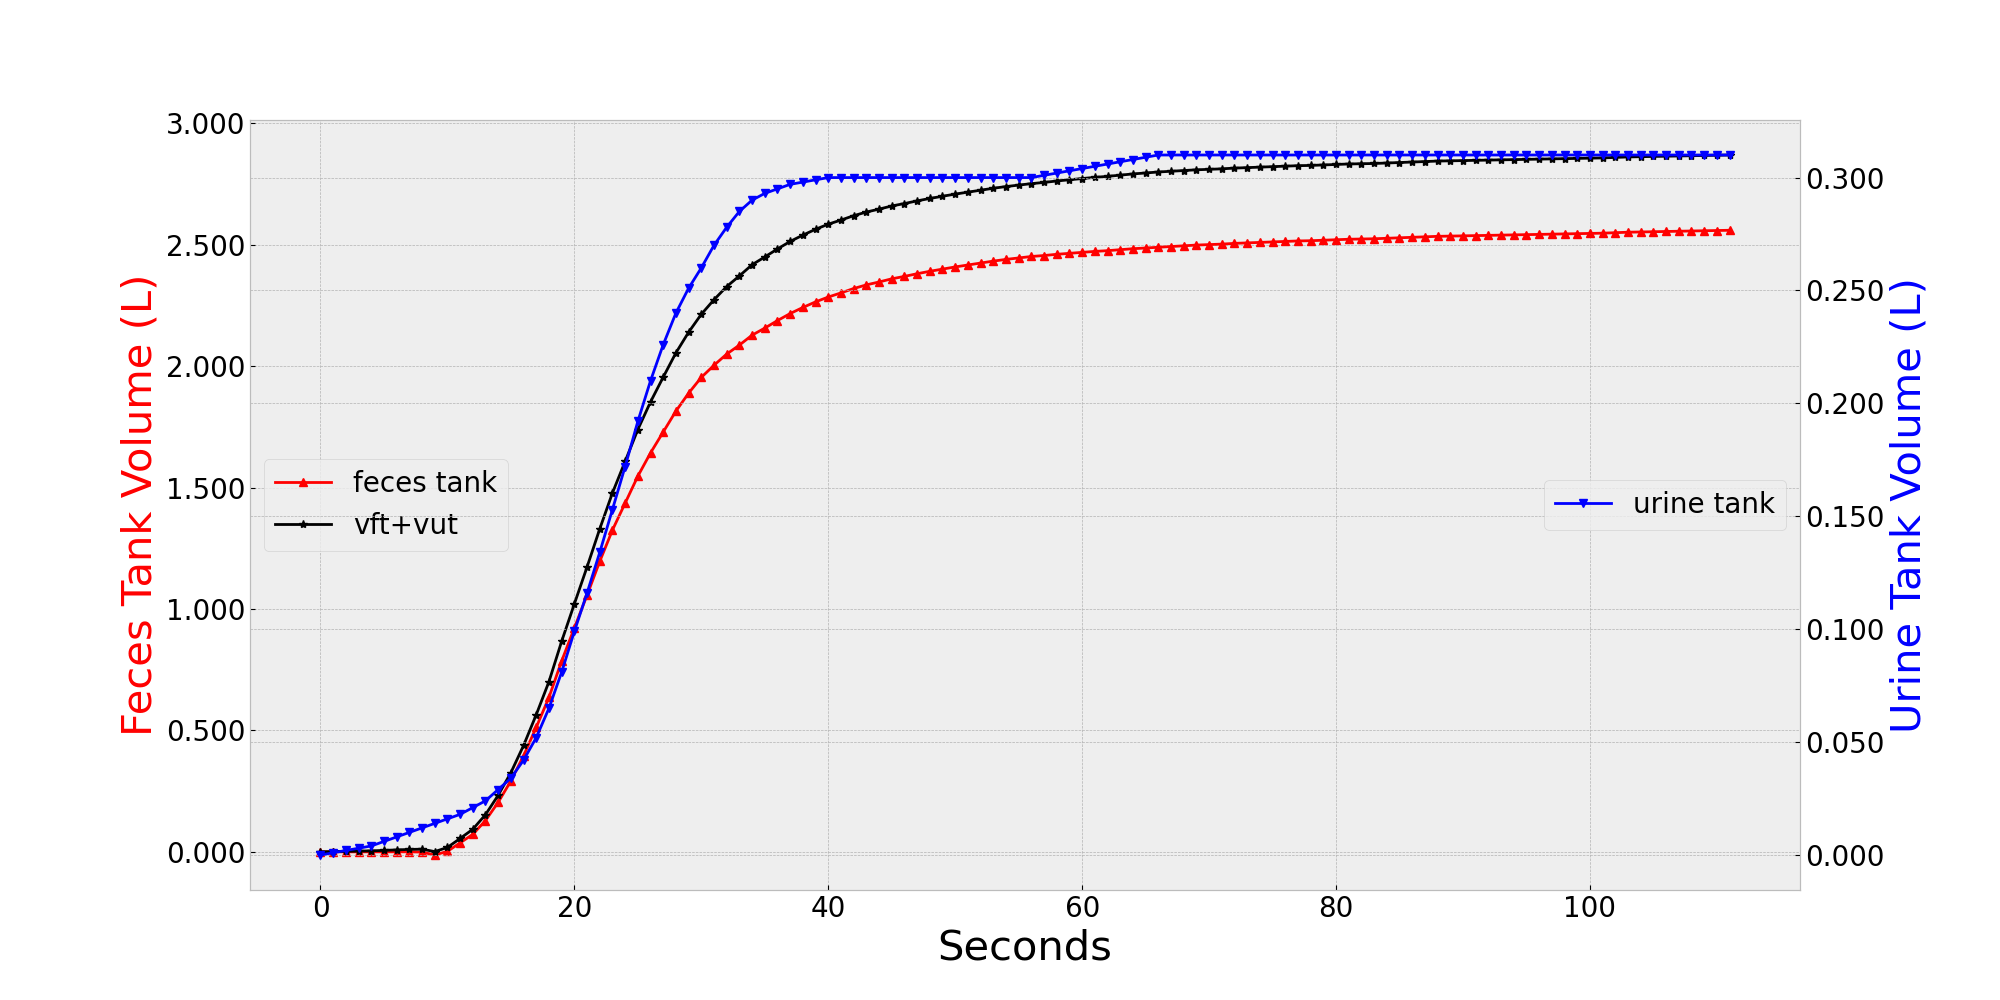 3.000
2.500
2.000
1.500
1.000
0.500
0.000
Feces Tank Volume (L)
feces tank
vft+vut
urine tank
0.300
0.250
0.200
0.150
0.100
0.050
0.000
Urine Tank Volume (L)
0 20 40 60 80 100
Seconds